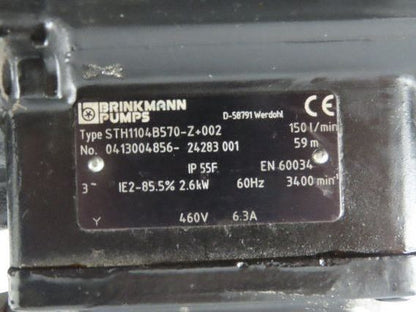 BRINKMANN
PUMPS
D-58791 Werdohl
CE
Type STH1104B570-Z+002 150 l/min
No. 0413004856- 24283 001 59 m
IP 55F EN 60034
3~ IE2-85.5% 2.6kW 60Hz 3400 min⁻¹
Y 460V 6.3A